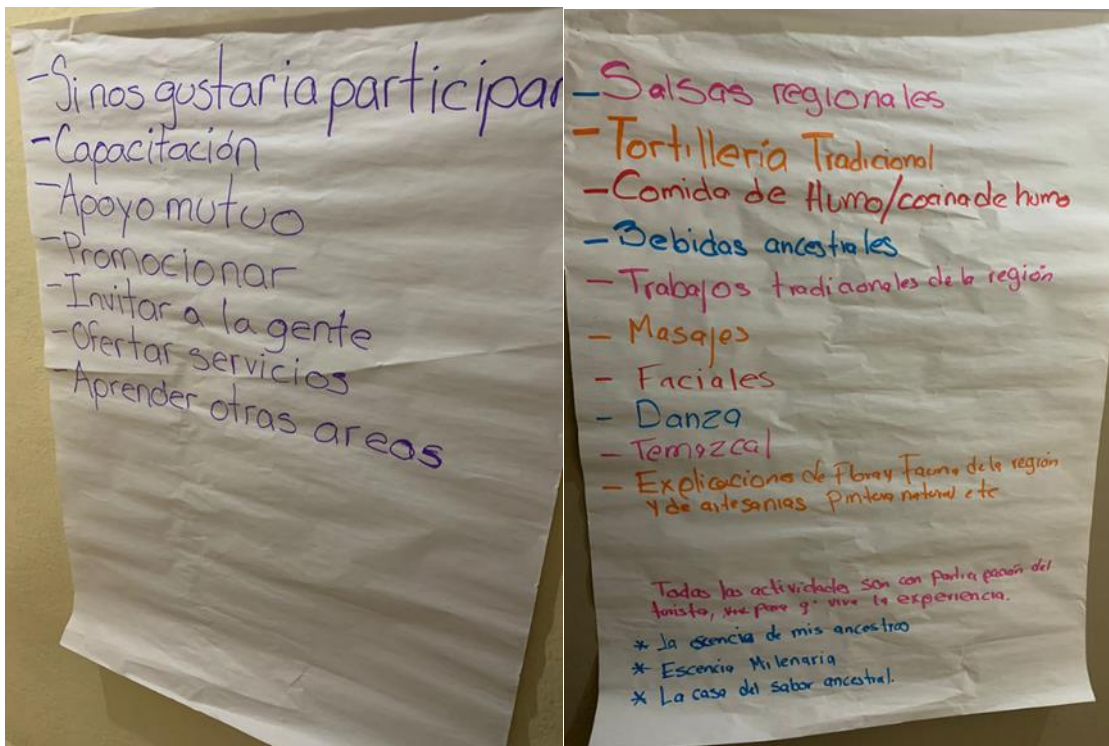 -Si nos gustaria participar
-Capacitación
-Apoyo mutuo
-Promocionar
-Invitar a la gente
-Ofertar servicios
-Aprender otras areas
-Salsas regionales
-Tortillería Tradicional
-Comida de Humo/cocina de humo
-Bebidas ancestrales
-Trabajos tradicionales de la región
-Masajes
-Faciales
-Danza
-Temazcal
-Explicaciones de Flora y Fauna de la región
y de artesanias pintura natural etc
Todas las actividades son con participación del
turista, para q' viva la experiencia.
* La esencia de mis ancestros
* Escencia Milenaria
* La casa del sabor ancestral.